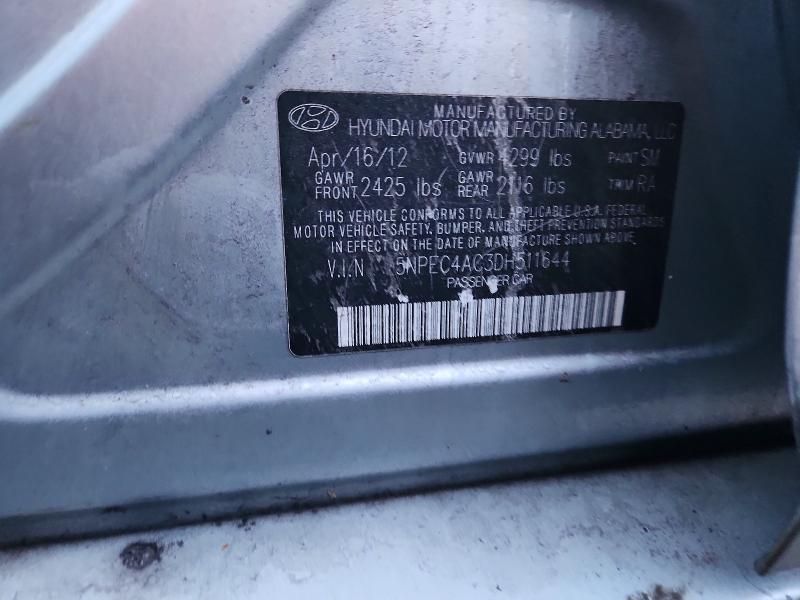 MANUFACTURED BY
HYUNDAI MOTOR MANUFACTURING ALABAMA, LLC
Apr/16/12 GVWR 4299 lbs PAINT SM
GAWR FRONT 2425 lbs GAWR REAR 2116 lbs TRIM RA
THIS VEHICLE CONFORMS TO ALL APPLICABLE U.S.A. FEDERAL
MOTOR VEHICLE SAFETY, BUMPER, AND THEFT PREVENTION STANDARDS
IN EFFECT ON THE DATE OF MANUFACTURE SHOWN ABOVE.
V.I.N 5NPEC4AC3DH511644
PASSENGER CAR